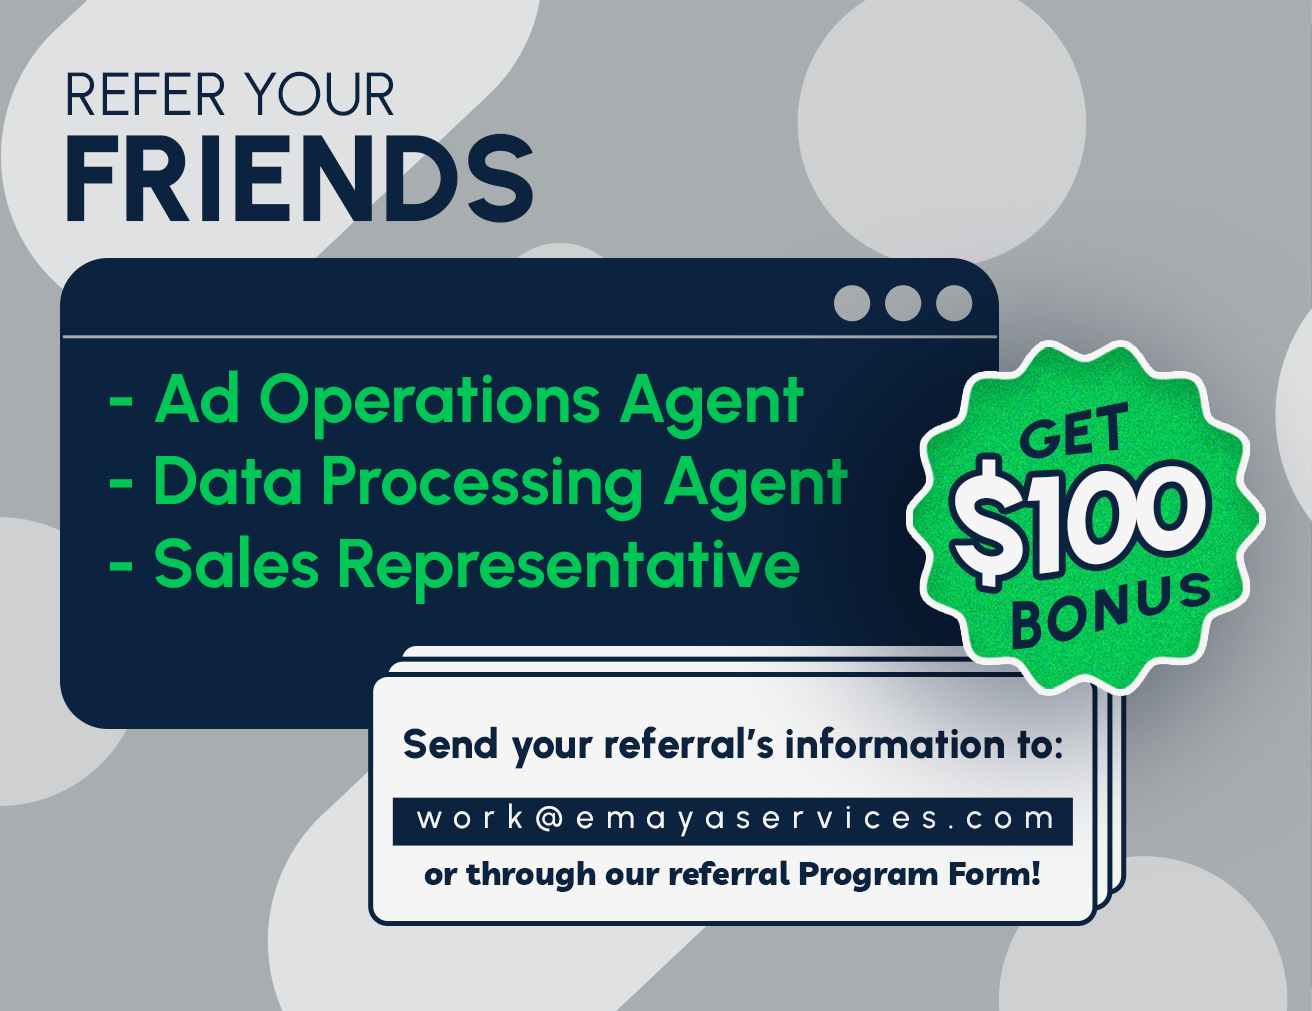 REFER YOUR
FRIENDS
- Ad Operations Agent
- Data Processing Agent
- Sales Representative
GET
$100
BONUS
Send your referral's information to:
work@emayaservices.com
or through our referral Program Form!